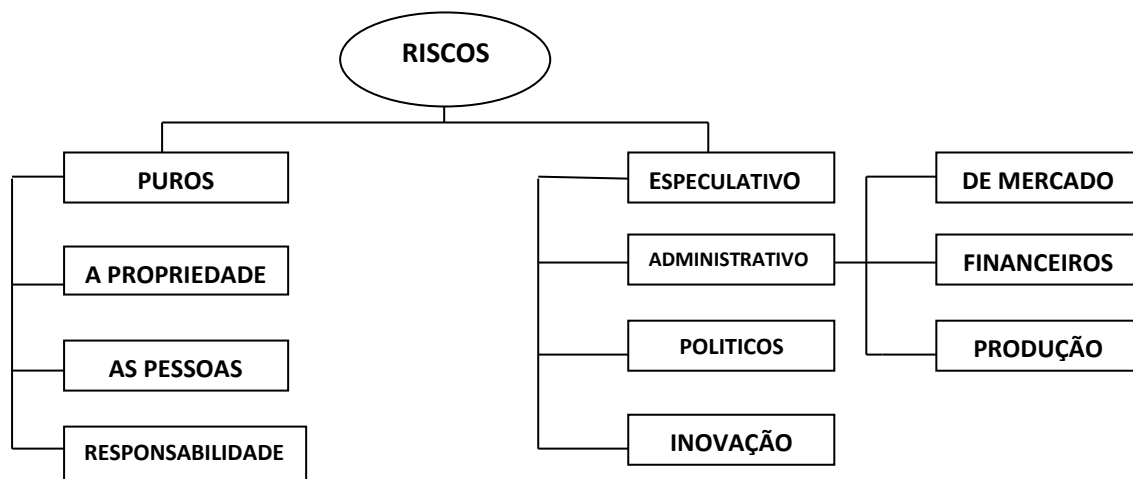 RISCOS
PUROS
ESPECULATIVO
DE MERCADO
A PROPRIEDADE
ADMINISTRATIVO
FINANCEIROS
AS PESSOAS
POLITICOS
PRODUÇÃO
RESPONSABILIDADE
INOVAÇÃO